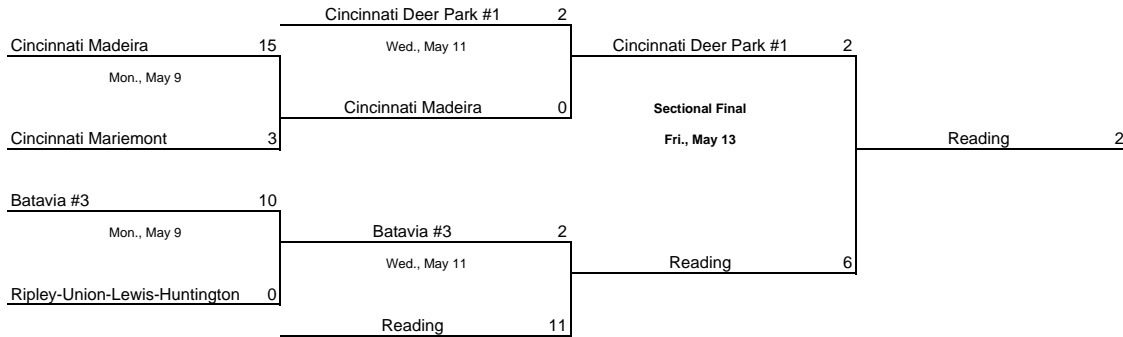 Cincinnati Deer Park #1 2
Cincinnati Madeira 15
Wed., May 11
Cincinnati Deer Park #1 2
Mon., May 9
Cincinnati Madeira 0
Sectional Final
Cincinnati Mariemont 3
Fri., May 13
Reading 2
Batavia #3 10
Mon., May 9
Batavia #3 2
Wed., May 11
Reading 6
Ripley-Union-Lewis-Huntington 0
Reading 11